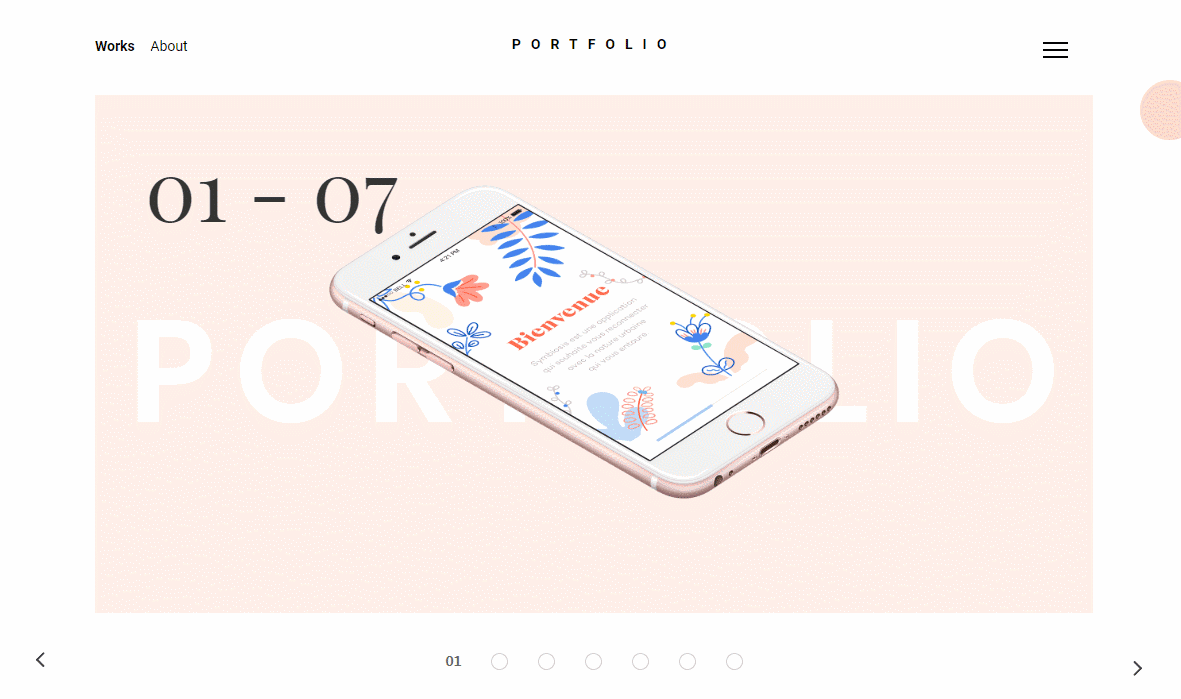 Works About
PORTFOLIO
01 - 07
4:21 PM
BELL
Bienvenue
Symbiosis est une application
qui souhaite vous reconnecter
avec la nature urbaine
qui vous entoure
PORTFOLIO
01